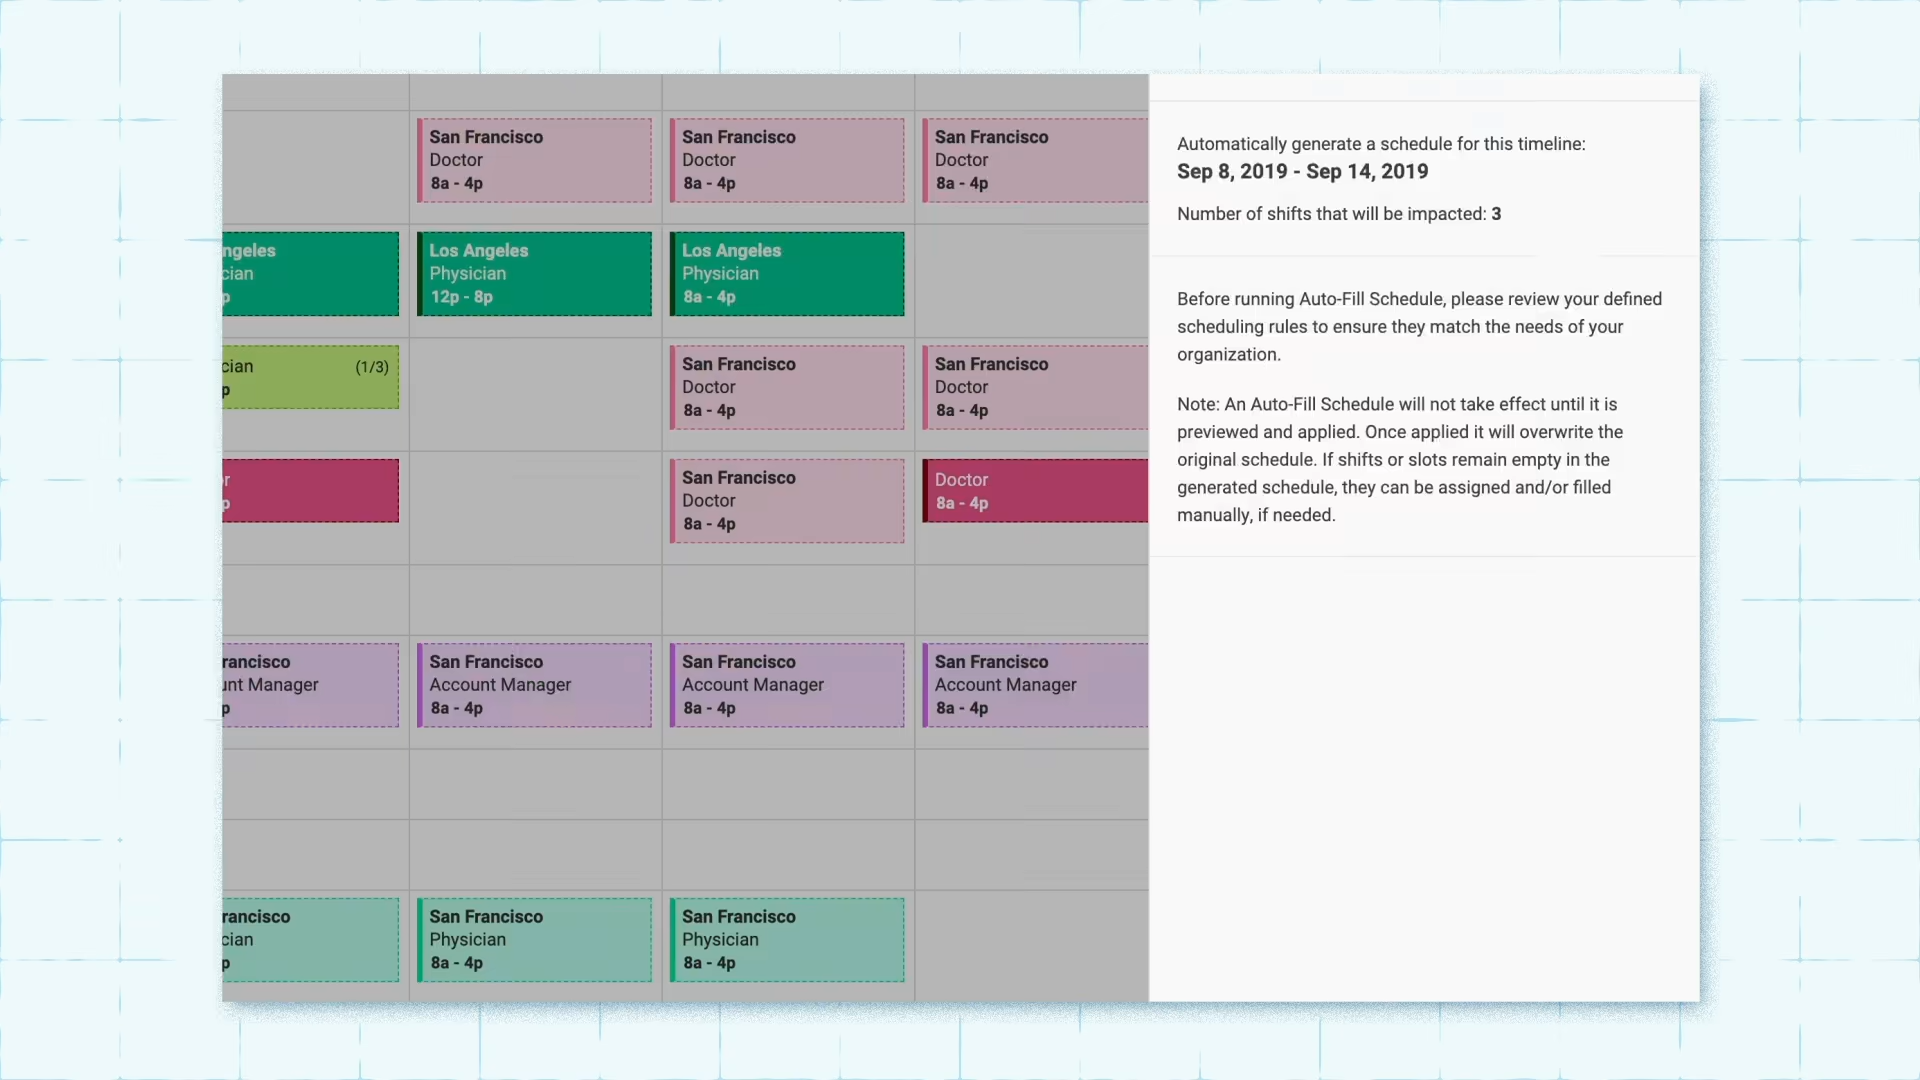 San Francisco
Doctor
8a - 4p
San Francisco
Doctor
8a - 4p
San Francisco
Doctor
8a - 4p
ngeles
cian
p
Los Angeles
Physician
12p - 8p
Los Angeles
Physician
8a - 4p
cian (1/3)
p
San Francisco
Doctor
8a - 4p
San Francisco
Doctor
8a - 4p
r
p
San Francisco
Doctor
8a - 4p
Doctor
8a - 4p
rancisco
unt Manager
p
San Francisco
Account Manager
8a - 4p
San Francisco
Account Manager
8a - 4p
San Francisco
Account Manager
8a - 4p
rancisco
cian
p
San Francisco
Physician
8a - 4p
San Francisco
Physician
8a - 4p
Automatically generate a schedule for this timeline:
Sep 8, 2019 - Sep 14, 2019
Number of shifts that will be impacted: 3
Before running Auto-Fill Schedule, please review your defined
scheduling rules to ensure they match the needs of your
organization.
Note: An Auto-Fill Schedule will not take effect until it is
previewed and applied. Once applied it will overwrite the
original schedule. If shifts or slots remain empty in the
generated schedule, they can be assigned and/or filled
manually, if needed.